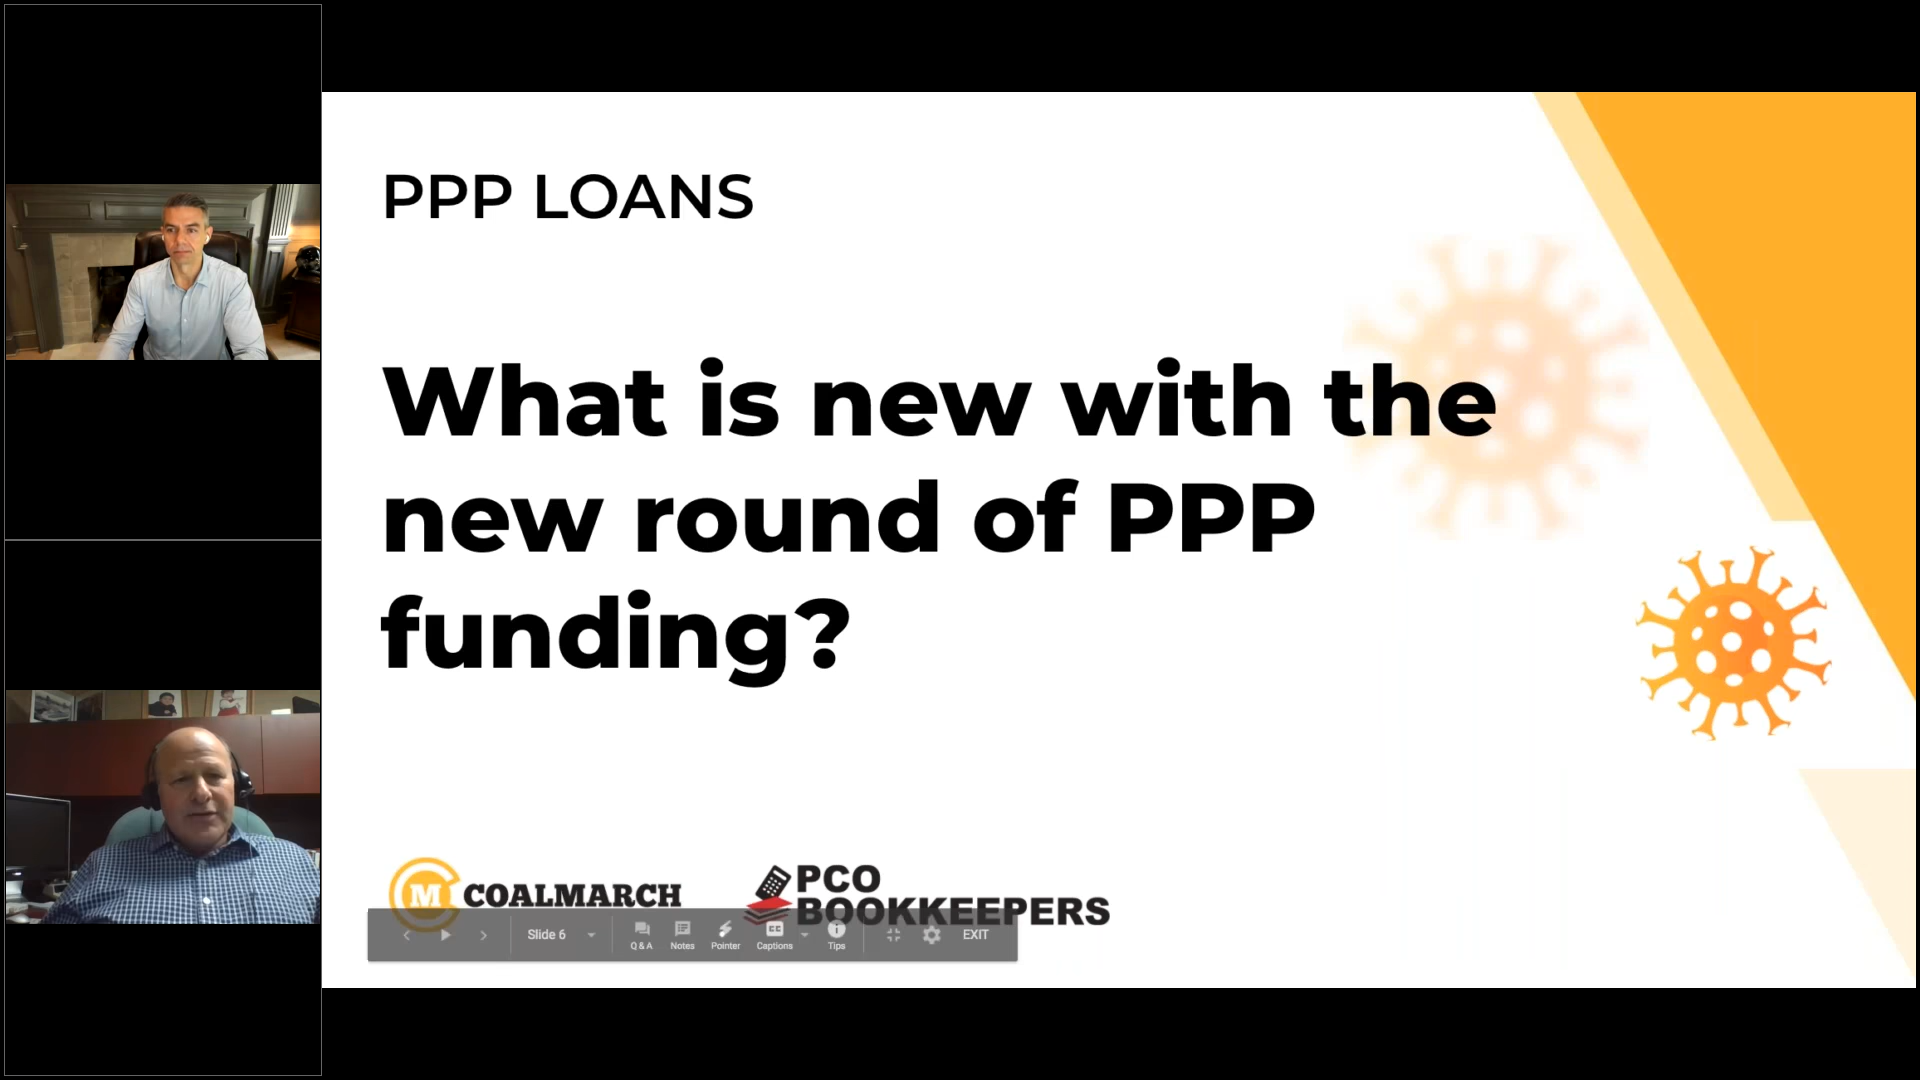 PPP LOANS
What is new with the
new round of PPP
funding?
M COALMARCH
PCO
BOOKKEEPERS
Slide 6
Q & A
Notes
Pointer
CC
Captions
Tips
EXIT